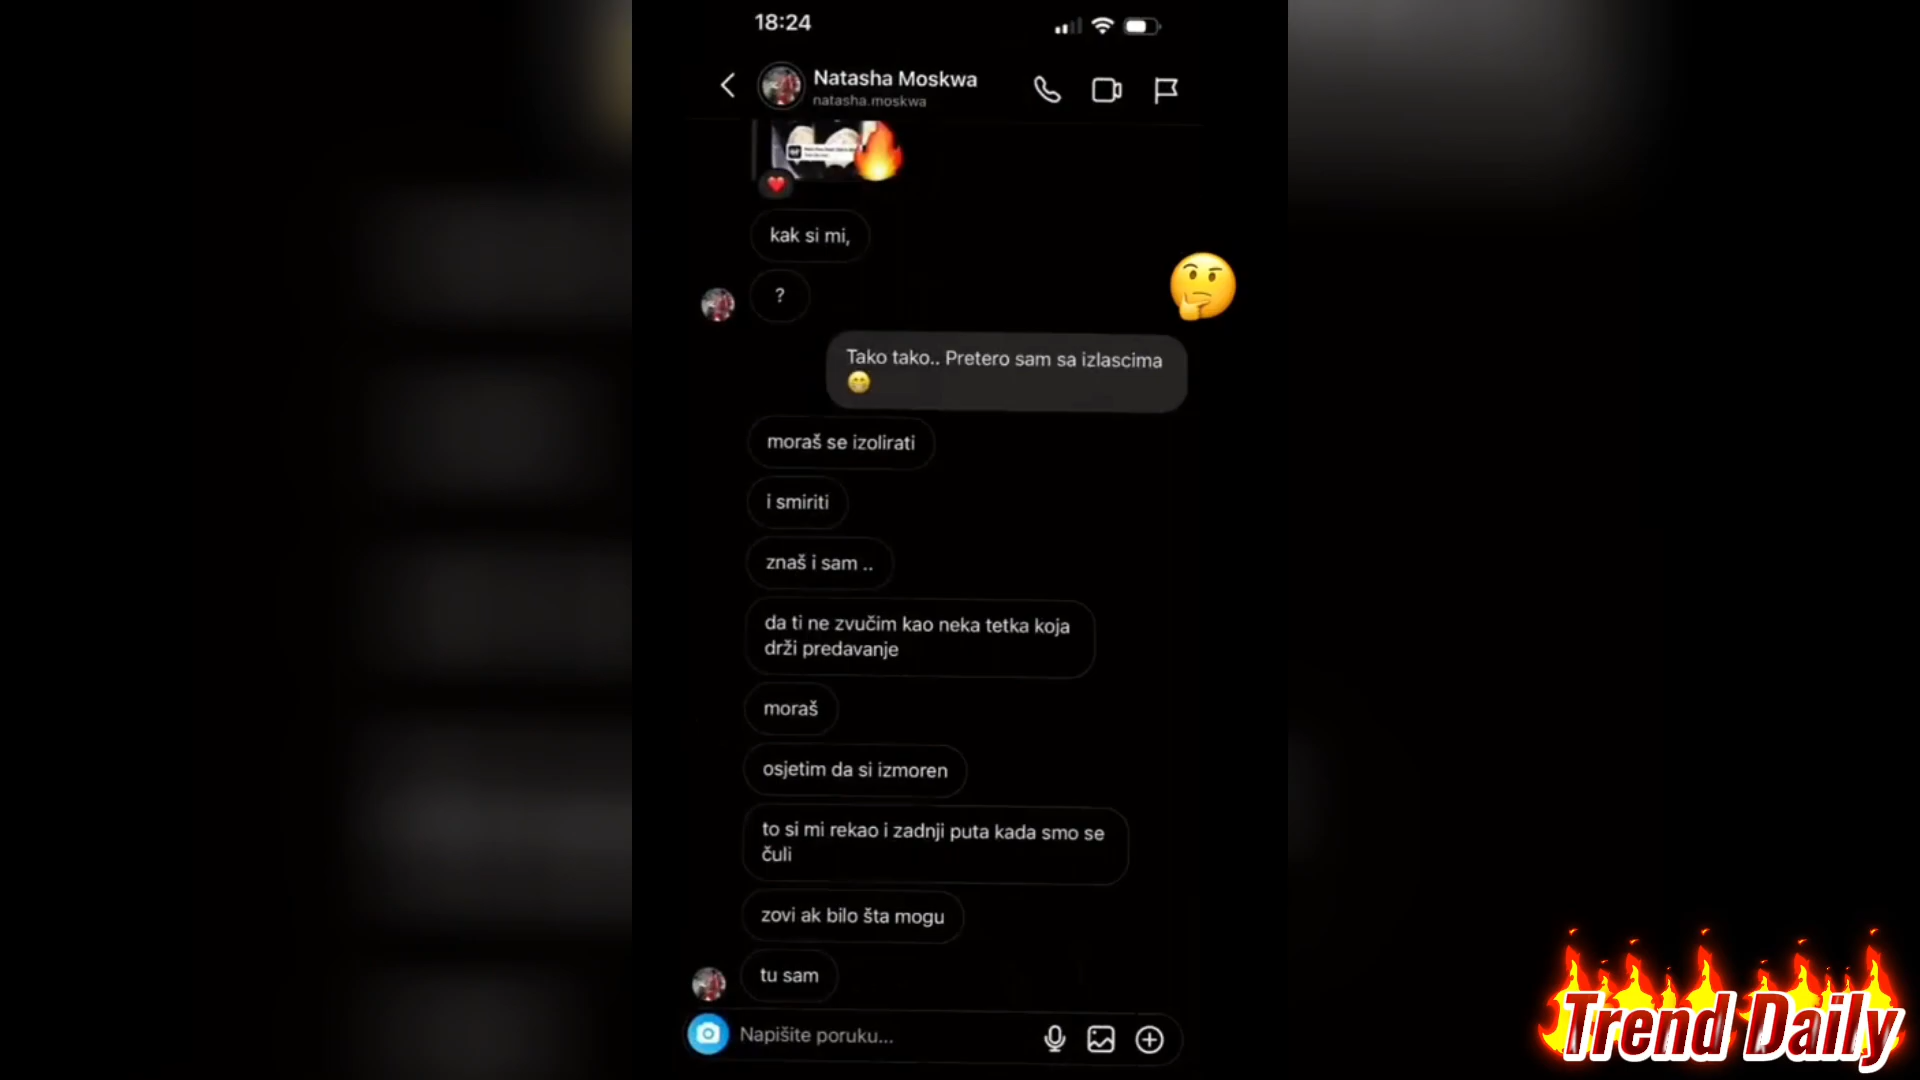 18:24
Natasha Moskwa
natasha.moskwa
kak si mi,
?
Tako tako.. Pretero sam sa izlascima
moraš se izolirati
i smiriti
znaš i sam ..
da ti ne zvučim kao neka tetka koja
drži predavanje
moraš
osjetim da si izmoren
to si mi rekao i zadnji puta kada smo se
čuli
zovi ak bilo šta mogu
tu sam
Napišite poruku...
Trend Daily